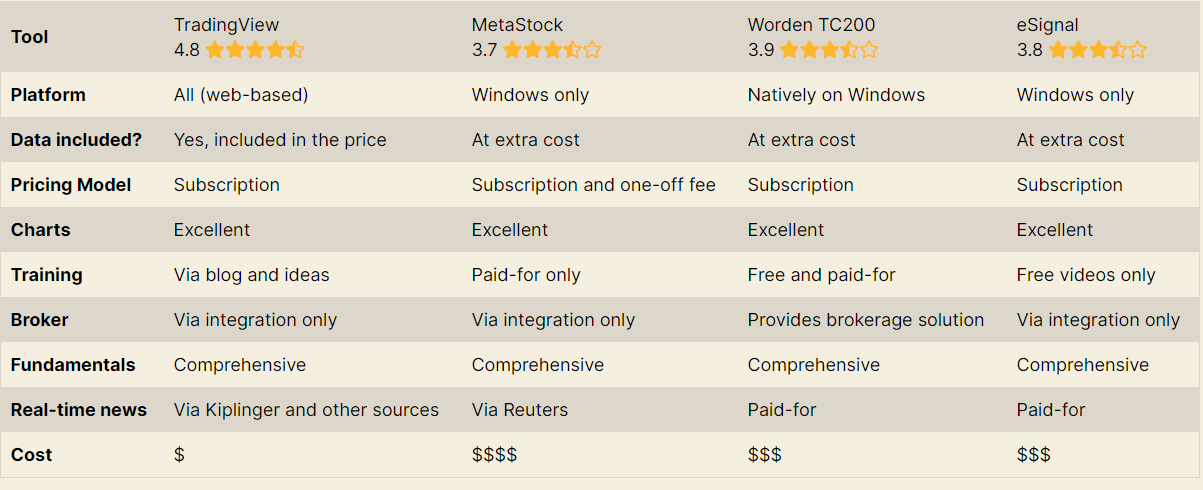 Tool TradingView MetaStock Worden TC200 eSignal
4.8 3.7 3.9 3.8
Platform All (web-based) Windows only Natively on Windows Windows only
Data included? Yes, included in the price At extra cost At extra cost At extra cost
Pricing Model Subscription Subscription and one-off fee Subscription Subscription
Charts Excellent Excellent Excellent Excellent
Training Via blog and ideas Paid-for only Free and paid-for Free videos only
Broker Via integration only Via integration only Provides brokerage solution Via integration only
Fundamentals Comprehensive Comprehensive Comprehensive Comprehensive
Real-time news Via Kiplinger and other sources Via Reuters Paid-for Paid-for
Cost $ $$$$ $$$ $$$